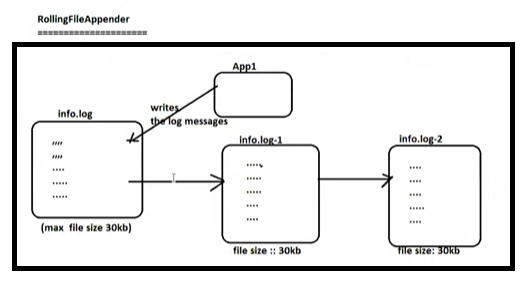 RollingFileAppender
=====================
App1
info.log
writes
the log messages
info.log-1
info.log-2
,,,,
,,,,
....
.....
.....
.....
....
.....
....
....
....
....
.....
....
....
(max file size 30kb)
file size :: 30kb
file size: 30kb